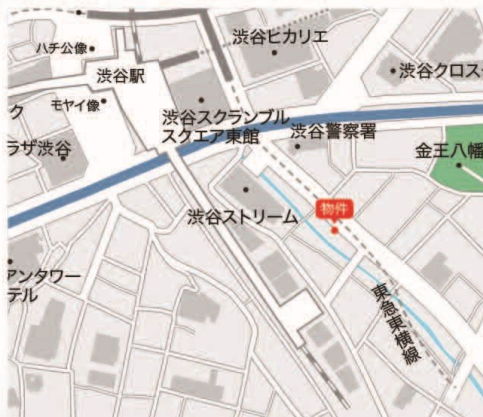 渋谷ヒカリエ
ハチ公像
渋谷駅
渋谷クロス
モヤイ像
ク
渋谷スクランブル
スクエア東館
渋谷警察署
ラザ渋谷
金王八幡
物件
渋谷ストリーム
アンタワー
テル
東急東横線